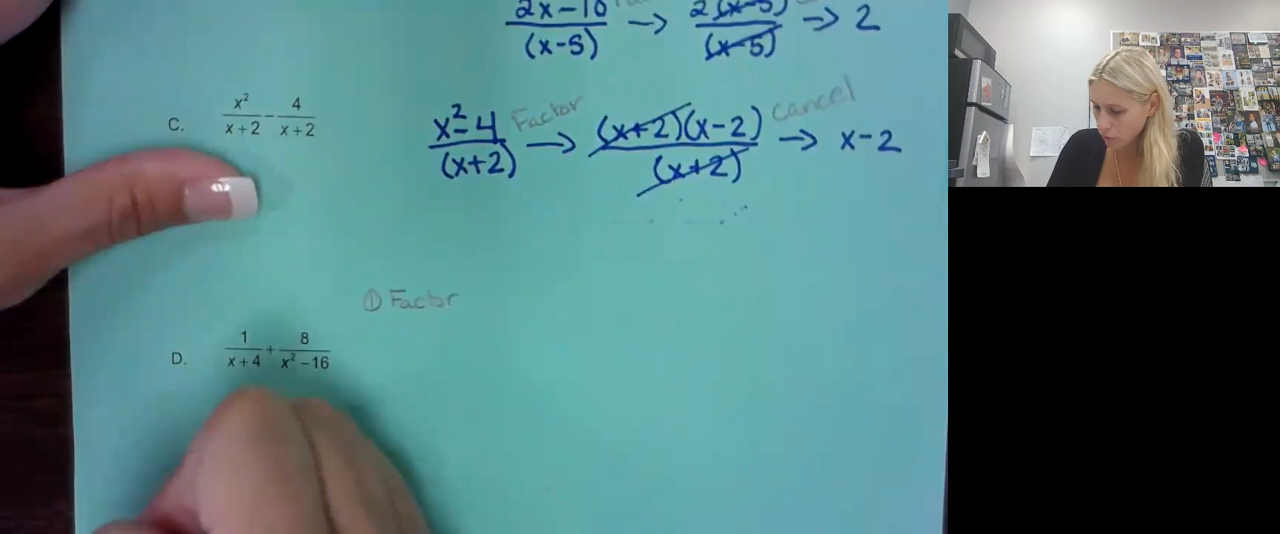 2x-10 → 2(x-5) → 2
(x-5) (x-5)
C. x²/x+2 - 4/x+2 x²-4/(x+2) Factor → (x+2)(x-2)/(x+2) cancel → x-2
① Factor
D. 1/x+4 + 8/x²-16